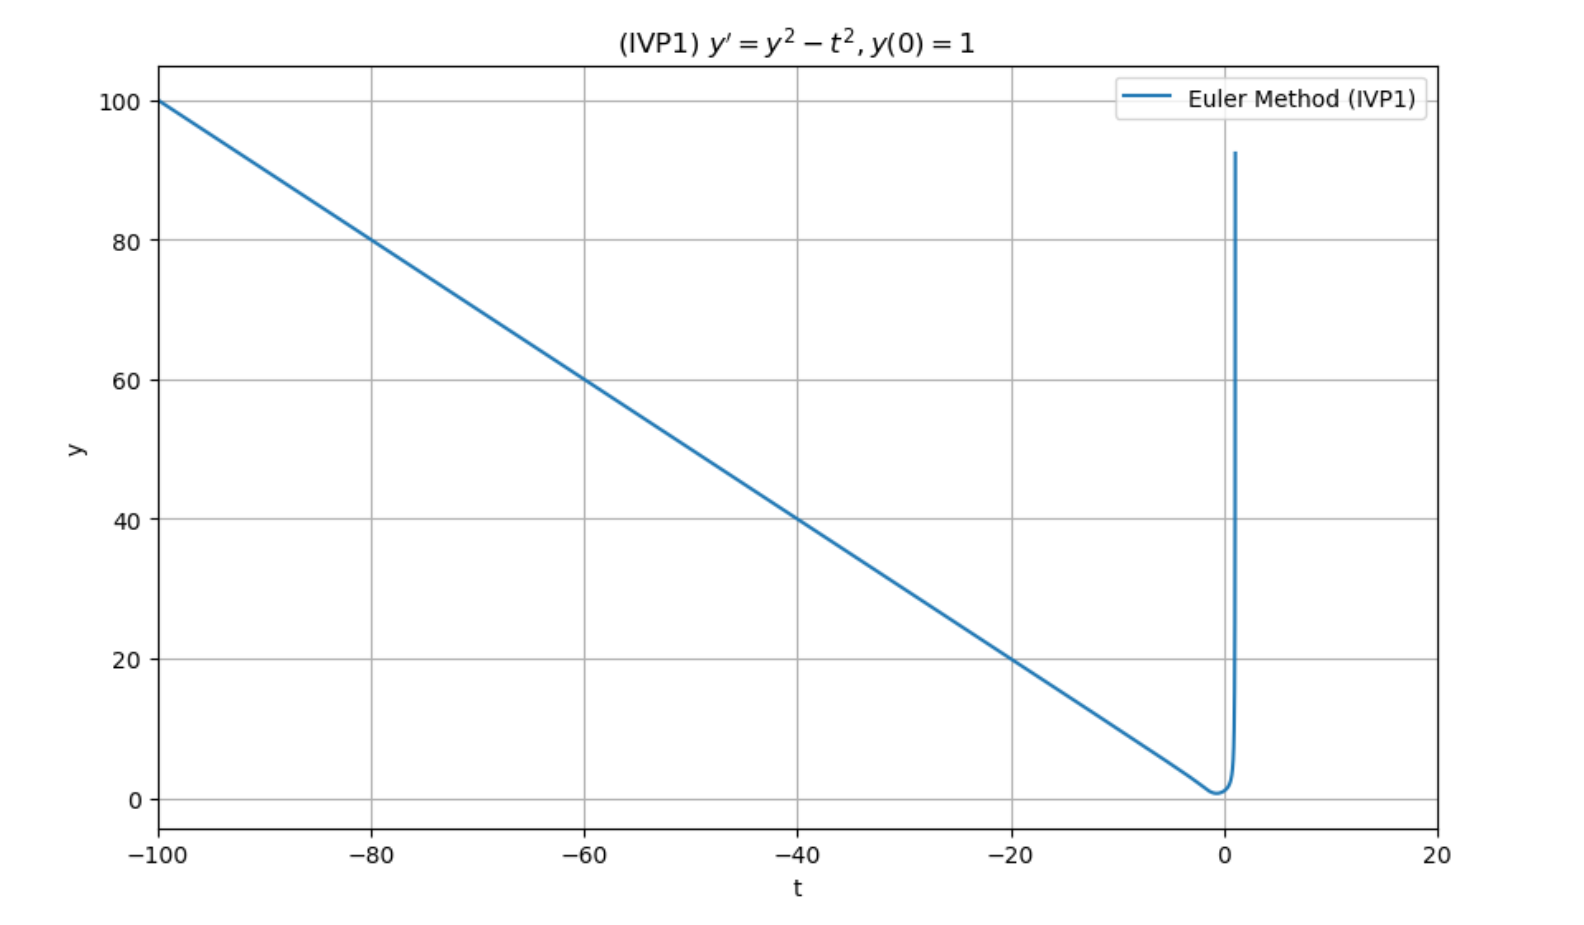 (IVP1) y′ = y² − t², y(0) = 1
Euler Method (IVP1)
100
80
60
40
20
0
y
−100 −80 −60 −40 −20 0 20
t